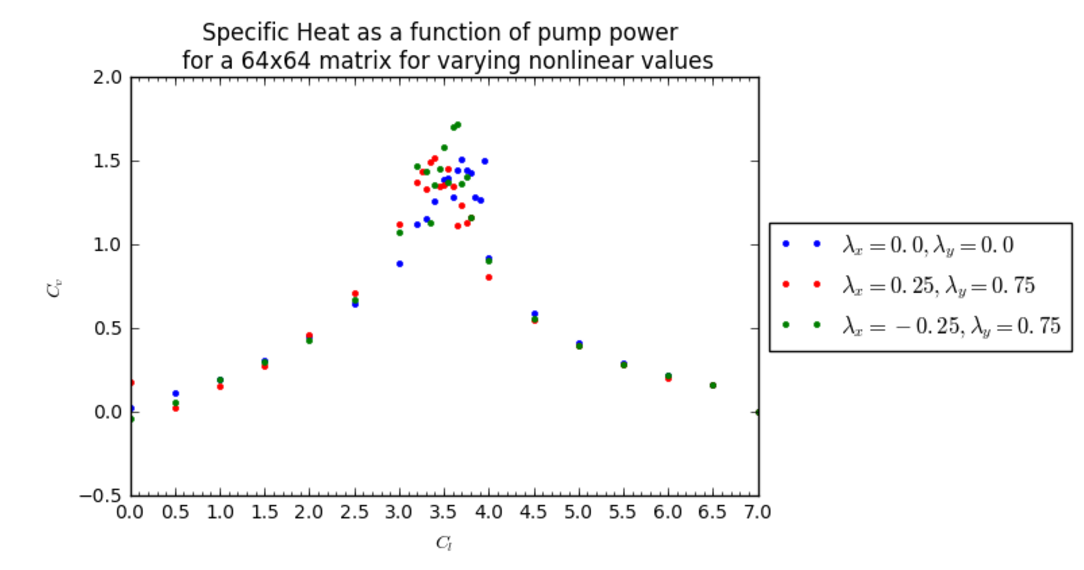 Specific Heat as a function of pump power
for a 64x64 matrix for varying nonlinear values
2.0
1.5
1.0
0.5
0.0
−0.5
C_v
0.0 0.5 1.0 1.5 2.0 2.5 3.0 3.5 4.0 4.5 5.0 5.5 6.0 6.5 7.0
C_l
λ_x = 0.0, λ_y = 0.0
λ_x = 0.25, λ_y = 0.75
λ_x = −0.25, λ_y = 0.75